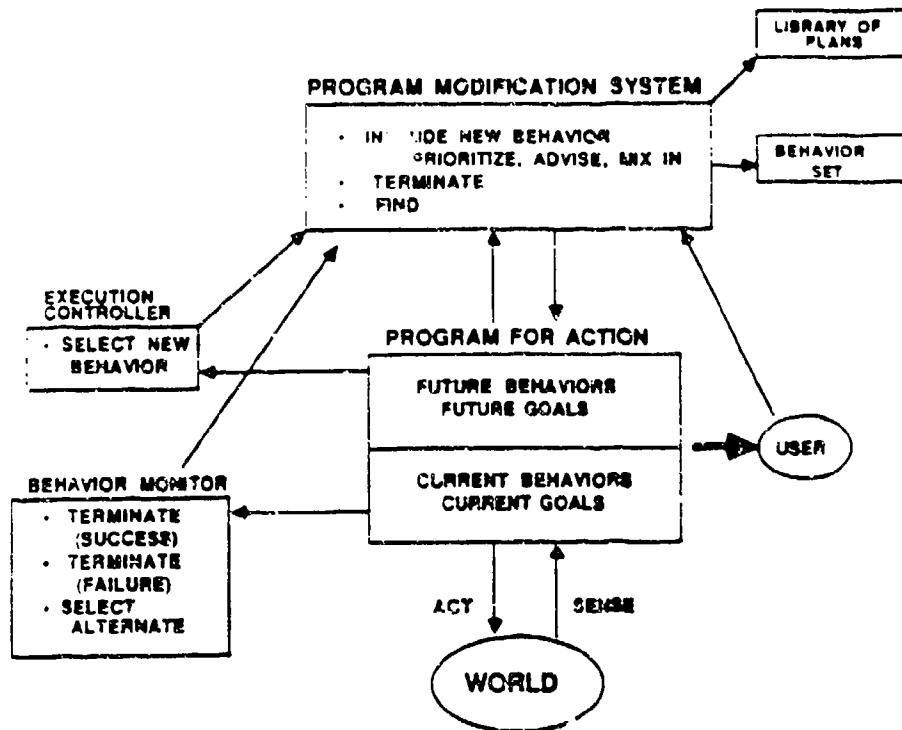 LIBRARY OF
PLANS
PROGRAM MODIFICATION SYSTEM
· NEW BEHAVIOR
PRIORITIZE, ADVISE, MIX IN
· TERMINATE
· FIND
BEHAVIOR
SET
EXECUTION
CONTROLLER
· SELECT NEW
BEHAVIOR
PROGRAM FOR ACTION
FUTURE BEHAVIORS
FUTURE GOALS
CURRENT BEHAVIORS
CURRENT GOALS
USER
BEHAVIOR MONITOR
· TERMINATE
(SUCCESS)
· TERMINATE
(FAILURE)
· SELECT
ALTERNATE
ACT
SENSE
WORLD